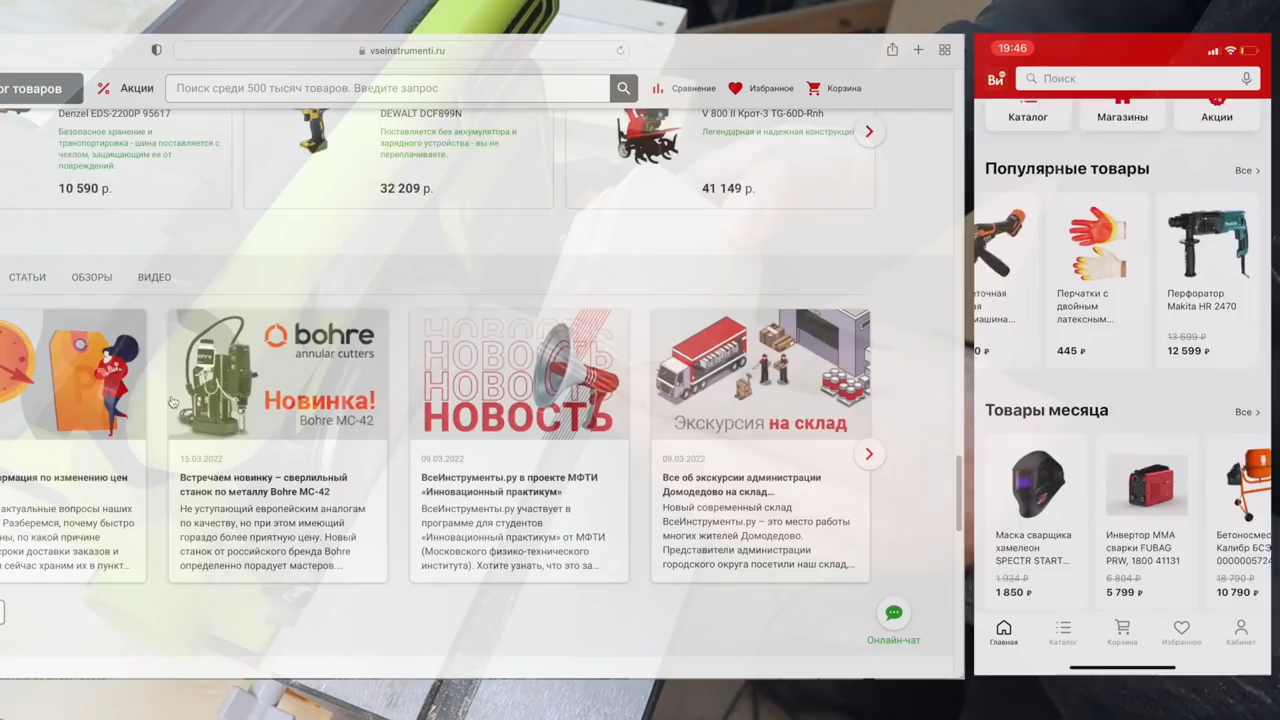 vseinstrumenti.ru
ог товаров
Акции
Поиск среди 500 тысяч товаров. Введите запрос
Сравнение
Избранное
Корзина
Denzel EDS-2200P 95617
Безопасное хранение и
транспортировка - шина поставляется с
чехлом, защищающим ее от
повреждений.
10 590 р.
DEWALT DCF899N
Поставляется без аккумулятора и
зарядного устройства - вы не
переплачиваете.
32 209 р.
V 800 II Крот-3 TG-60D-Rnh
Легендарная и надежная конструкци
41 149 р.
СТАТЬИ
ОБЗОРЫ
ВИДЕО
рмация по изменению цен
актуальные вопросы наших
Разберемся, почему быстро
ны, по какой причине
сроки доставки заказов и
сейчас храним их в пункт...
bohre
annular cutters
Новинка!
Bohre MC-42
15.03.2022
Встречаем новинку – сверлильный
станок по металлу Bohre MC-42
Не уступающий европейским аналогам
по качеству, но при этом имеющий
гораздо более приятную цену. Новый
станок от российского бренда Bohre
определенно порадует мастеров....
НОВОСТЬ
НОВОСТЬ
НОВОСТЬ
НОВОСТЬ
09.03.2022
ВсеИнструменты.ру в проекте МФТИ
«Инновационный практикум»
ВсеИнструменты.ру участвует в
программе для студентов
«Инновационный практикум» от МФТИ
(Московского физико-технического
института). Хотите узнать, что это за...
Экскурсия на склад
09.03.2022
Все об экскурсии администрации
Домодедово на склад...
Новый современный склад
ВсеИнструменты.ру – это место работы
многих жителей Домодедово.
Представители администрации
городского округа посетили наш склад,...
Онлайн-чат
19:46
Ви
Поиск
Каталог
Магазины
Акции
Популярные товары
Все
еточная
ая
машина...
0 ₽
Перчатки с
двойным
латексным...
445 ₽
Перфоратор
Makita HR 2470
13 699 ₽
12 599 ₽
Товары месяца
Все
Маска сварщика
хамелеон
SPECTR START...
1 934 ₽
1 850 ₽
Инвертор ММА
сварки FUBAG
PRW, 1800 41131
6 804 ₽
5 799 ₽
Бетоносмес
Калибр БСЭ
0000005724
18 790 ₽
10 790 ₽
Главная
Каталог
Корзина
Избранное
Кабинет